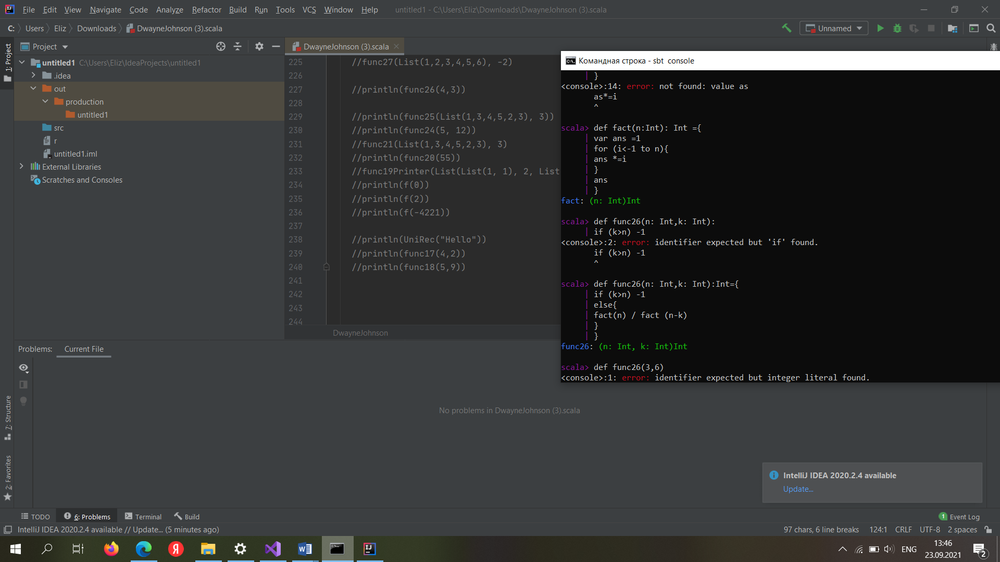 File Edit View Navigate Code Analyze Refactor Build Run Tools VCS Window Help untitled1 - C:\Users\Eliz\Downloads\DwayneJohnson (3).scala
C: Users Eliz Downloads DwayneJohnson (3).scala
Unnamed
1: Project
Project
untitled1 C:\Users\Eliz\IdeaProjects\untitled1
.idea
out
production
untitled1
src
r
untitled1.iml
External Libraries
Scratches and Consoles
DwayneJohnson (3).scala
225 //func27(List(1,2,3,4,5,6), -2)
226
227 //println(func26(4,3))
228
229 //println(func25(List(1,3,4,5,2,3), 3))
230 //println(func24(5, 12))
231 //func21(List(1,3,4,5,2,3), 3)
232 //println(func20(55))
233 //func19Printer(List(List(1, 1), 2, List
234 //println(f(0))
235 //println(f(2))
236 //println(f(-4221))
237
238 //println(UniRec("Hello"))
239 //println(func17(4,2))
240 //println(func18(5,9))
241
242
243
244
DwayneJohnson
Командная строка - sbt console
| }
<console>:14: error: not found: value as
as*=i
^
scala> def fact(n:Int): Int ={
| var ans =1
| for (i<-1 to n){
| ans *=i
| }
| ans
| }
fact: (n: Int)Int
scala> def func26(n: Int,k: Int):
| if (k>n) -1
<console>:2: error: identifier expected but 'if' found.
if (k>n) -1
^
scala> def func26(n: Int,k: Int):Int={
| if (k>n) -1
| else{
| fact(n) / fact (n-k)
| }
| }
func26: (n: Int, k: Int)Int
scala> def func26(3,6)
<console>:1: error: identifier expected but integer literal found.
Problems: Current File
No problems in DwayneJohnson (3).scala
7: Structure
2: Favorites
IntelliJ IDEA 2020.2.4 available
Update...
TODO 6: Problems Terminal Build 1 Event Log
IntelliJ IDEA 2020.2.4 available // Update... (5 minutes ago) 97 chars, 6 line breaks 124:1 CRLF UTF-8 2 spaces
Я
IJ
ENG
13:46
23.09.2021
2